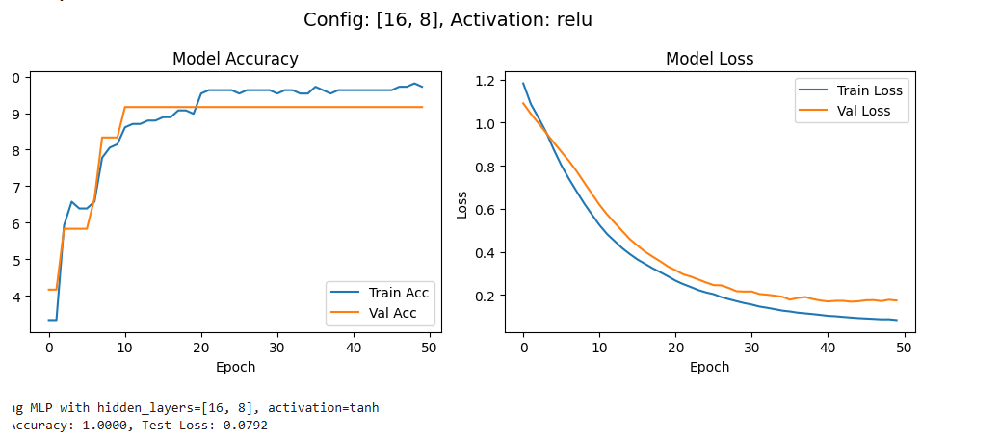 Config: [16, 8], Activation: relu
Model Accuracy
Model Loss
0
9
8
7
6
5
4
0 10 20 30 40 50
Epoch
Train Acc
Val Acc
Loss
1.2
1.0
0.8
0.6
0.4
0.2
0 10 20 30 40 50
Epoch
Train Loss
Val Loss
g MLP with hidden_layers=[16, 8], activation=tanh
ccuracy: 1.0000, Test Loss: 0.0792